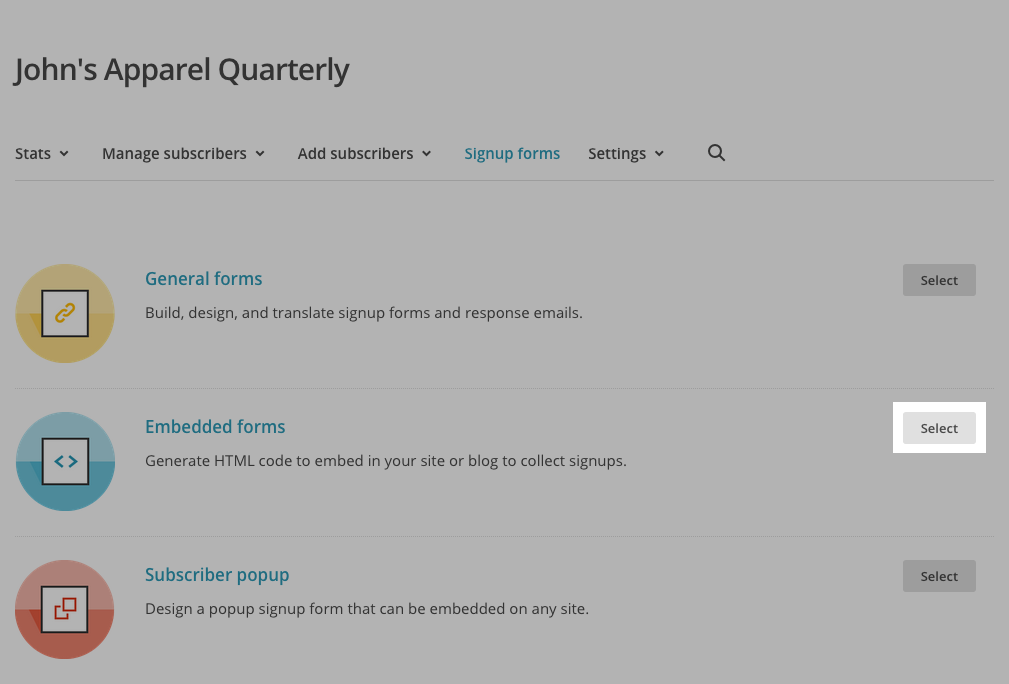 John's Apparel Quarterly
Stats Manage subscribers Add subscribers Signup forms Settings
General forms
Select
Build, design, and translate signup forms and response emails.
Embedded forms
Select
Generate HTML code to embed in your site or blog to collect signups.
Subscriber popup
Select
Design a popup signup form that can be embedded on any site.